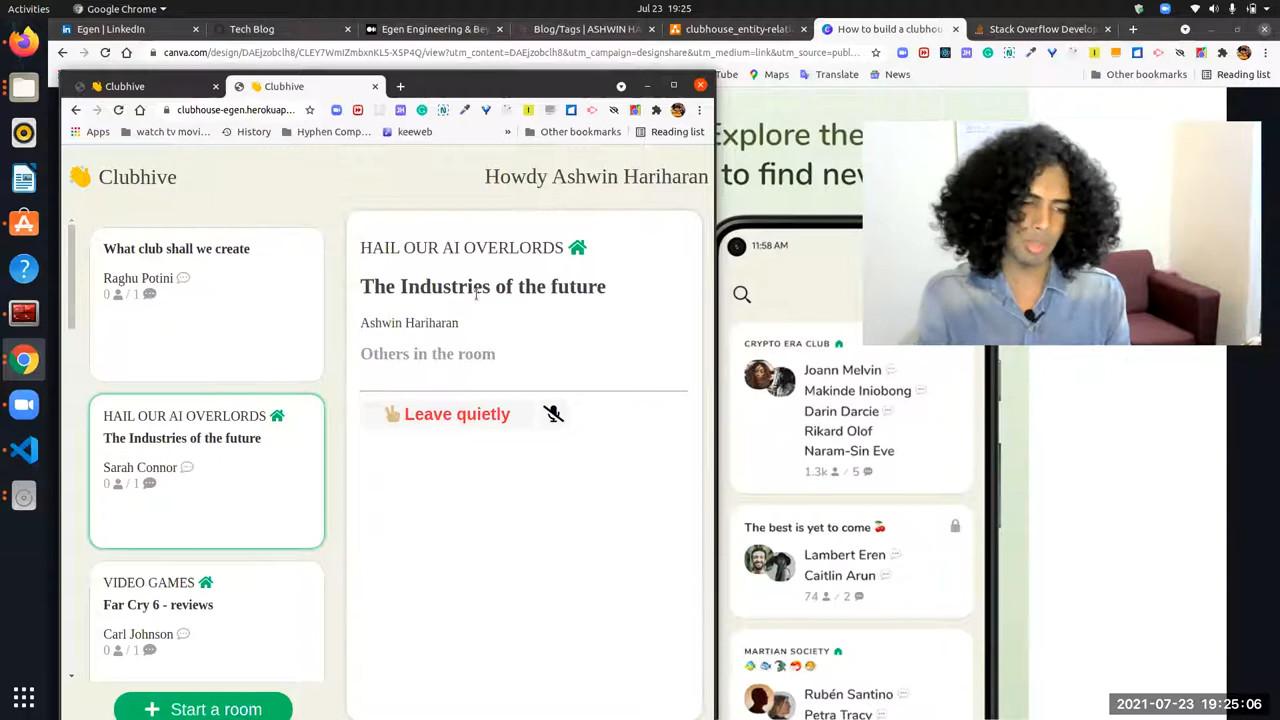 Activities
Google Chrome
Jul 23 19:25
Egen | Linked In
Tech Blog
Egen Engineering & Bey
Blog/Tags | ASHWIN HA
clubhouse_entity-relati
How to build a clubhou
Stack Overflow Develop
canva.com/design/DAEjzobclh8/CLEY7WmIZmbxnKL5-X5P4Q/view?utm_content=DAEjzobclh8&utm_campaign=designshare&utm_medium=link&utm_source=publ...
Tube
Maps
Translate
News
Other bookmarks
Reading list
Clubhive
Clubhive
clubhouse-egen.herokuap...
Apps
watch tv movi...
History
Hyphen Comp...
keeweb
»
Other bookmarks
Reading list
Clubhive
Howdy Ashwin Hariharan
What club shall we create
Raghu Potini
0 / 1
HAIL OUR AI OVERLORDS
The Industries of the future
Sarah Connor
0 / 1
VIDEO GAMES
Far Cry 6 - reviews
Carl Johnson
0 / 1
+ Start a room
HAIL OUR AI OVERLORDS
The Industries of the future
Ashwin Hariharan
Others in the room
Leave quietly
Explore the
to find new
11:58 AM
CRYPTO ERA CLUB
Joann Melvin
Makinde Iniobong
Darin Darcie
Rikard Olof
Naram-Sin Eve
1.3k / 5
The best is yet to come
Lambert Eren
Caitlin Arun
74 / 2
MARTIAN SOCIETY
Rubén Santino
Petra Tracy
2021-07-23 19:25:06